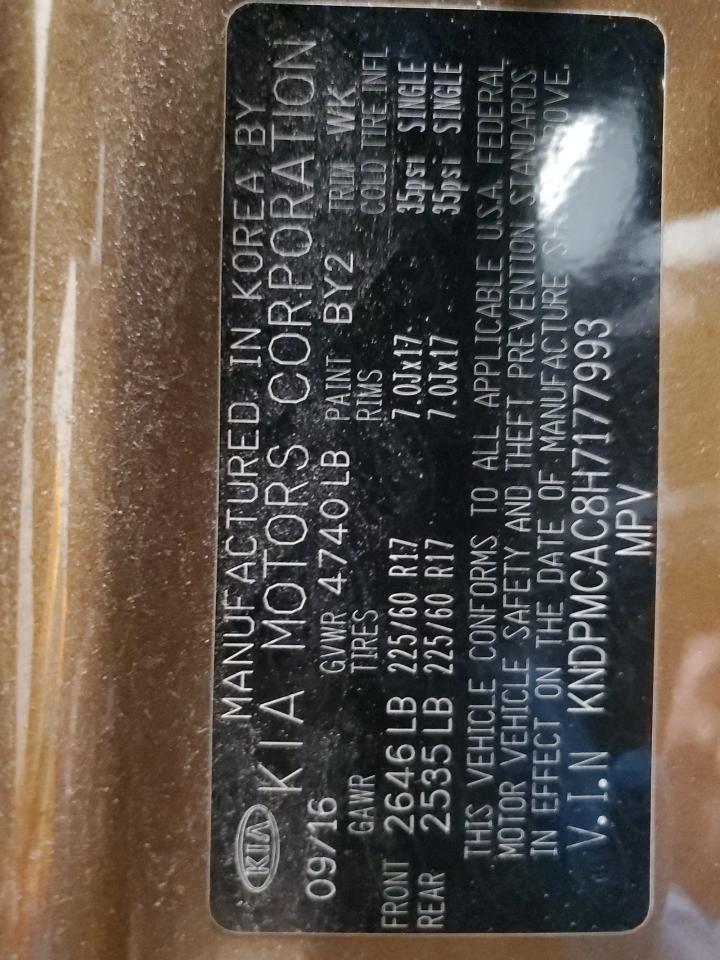 MANUFACTURED IN KOREA BY
KIA KIA MOTORS CORPORATION
09/16 GVWR 4740 LB PAINT BY2 TRIM WK
GAWR TIRES RIMS COLD TIRE INFL
FRONT 2646 LB 225/60 R17 7.0Jx17 35psi SINGLE
REAR 2535 LB 225/60 R17 7.0Jx17 35psi SINGLE
THIS VEHICLE CONFORMS TO ALL APPLICABLE U.S.A. FEDERAL
MOTOR VEHICLE SAFETY AND THEFT PREVENTION STANDARDS
IN EFFECT ON THE DATE OF MANUFACTURE
V.I.N KNDPMCAC8H7177993
MPV